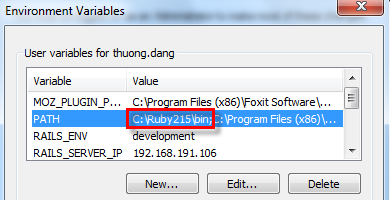 Environment Variables
User variables for thuong.dang
Variable Value
MOZ_PLUGIN_P... C:\Program Files (x86)\Foxit Software\...
PATH C:\Ruby215\bin;C:\Program Files (x86)\...
RAILS_ENV development
RAILS_SERVER_IP 192.168.191.106
New... Edit... Delete